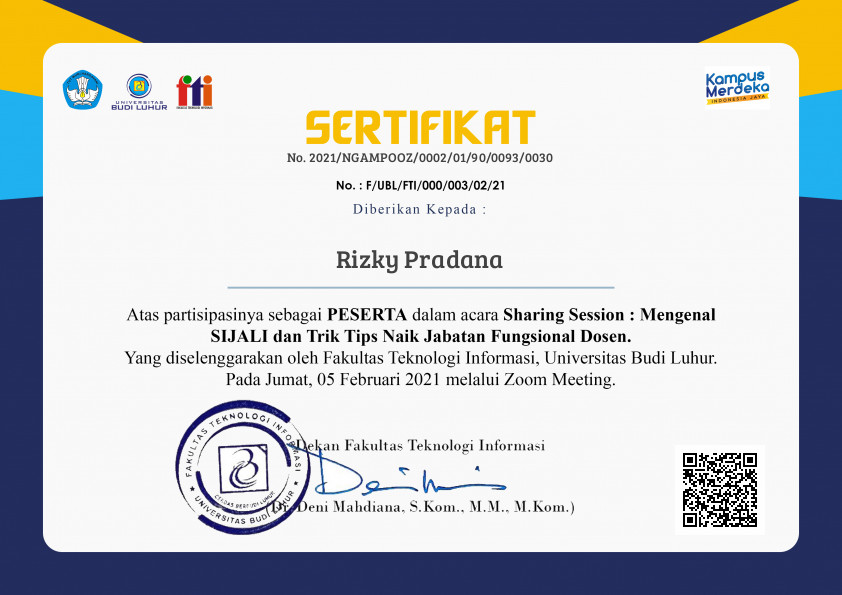 UNIVERSITAS
BUDI LUHUR
fti
Kampus
Merdeka
INDONESIA JAYA
SERTIFIKAT
No. 2021/NGAMPOOZ/0002/01/90/0093/0030
No. : F/UBL/FTI/000/003/02/21
Diberikan Kepada :
Rizky Pradana
Atas partisipasinya sebagai PESERTA dalam acara Sharing Session : Mengenal
SIJALI dan Trik Tips Naik Jabatan Fungsional Dosen.
Yang diselenggarakan oleh Fakultas Teknologi Informasi, Universitas Budi Luhur.
Pada Jumat, 05 Februari 2021 melalui Zoom Meeting.
FAKULTAS TEKNOLOGI INFORMASI
CERDAS BERBUDI LUHUR
UNIVERSITAS BUDI LUHUR
Dekan Fakultas Teknologi Informasi
(Dr. Deni Mahdiana, S.Kom., M.M., M.Kom.)